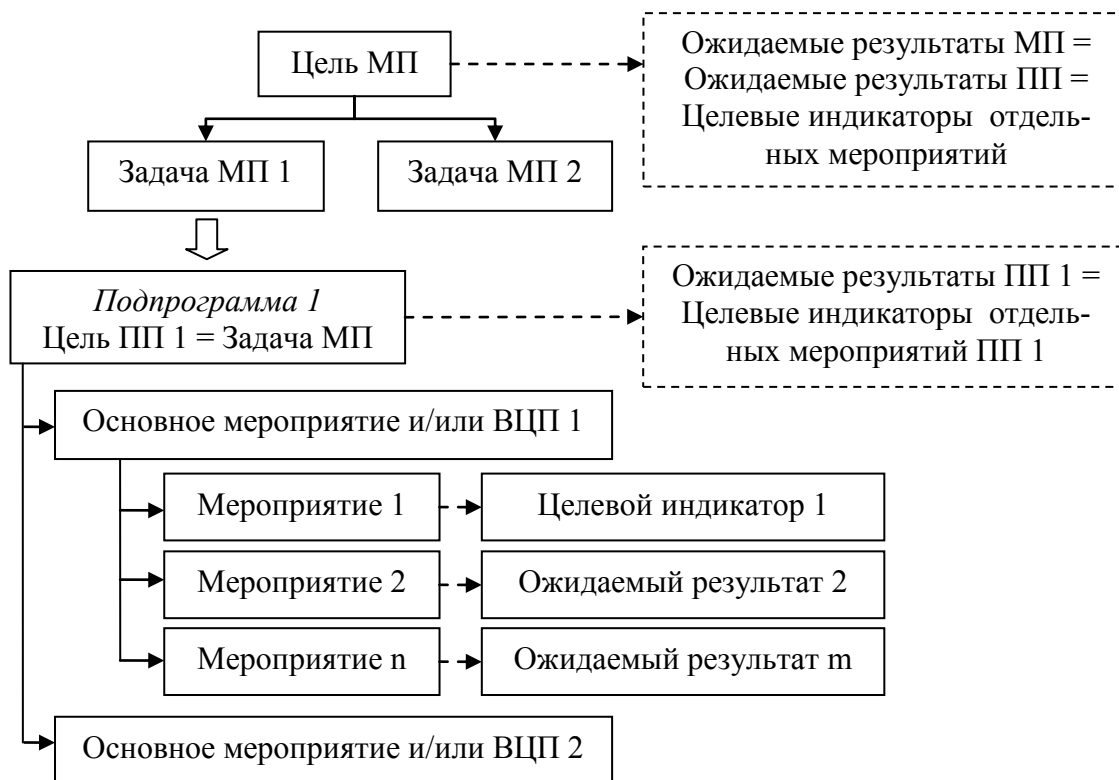 Цель МП
Ожидаемые результаты МП =
Ожидаемые результаты ПП =
Целевые индикаторы отдель-
ных мероприятий
Задача МП 1
Задача МП 2
Подпрограмма 1
Цель ПП 1 = Задача МП
Ожидаемые результаты ПП 1 =
Целевые индикаторы отдель-
ных мероприятий ПП 1
Основное мероприятие и/или ВЦП 1
Мероприятие 1
Целевой индикатор 1
Мероприятие 2
Ожидаемый результат 2
Мероприятие n
Ожидаемый результат m
Основное мероприятие и/или ВЦП 2